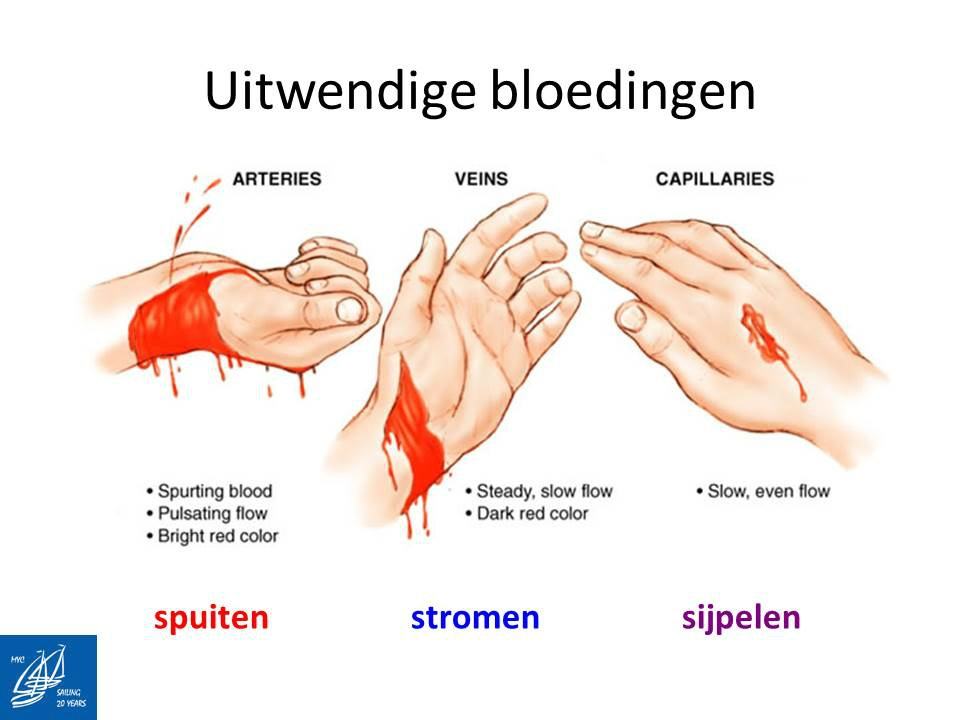 Uitwendige bloedingen
ARTERIES
VEINS
CAPILLARIES
• Spurting blood
• Pulsating flow
• Bright red color
• Steady, slow flow
• Dark red color
• Slow, even flow
spuiten
stromen
sijpelen
MYC
SAILING
20 YEARS